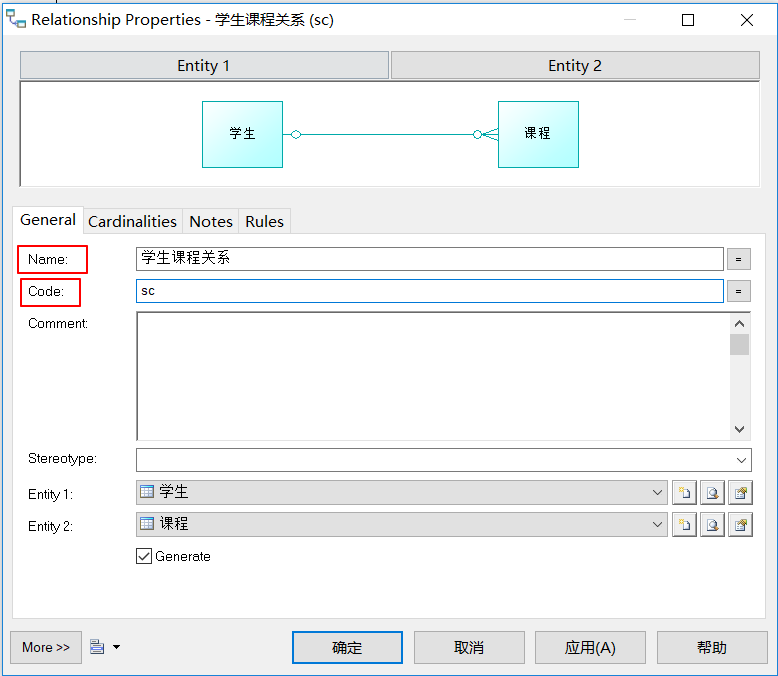 Relationship Properties - 学生课程关系 (sc)
Entity 1
Entity 2
学生
课程
General
Cardinalities
Notes
Rules
Name:
学生课程关系
=
Code:
sc
=
Comment:
Stereotype:
Entity 1:
学生
Entity 2:
课程
Generate
More >>
确定
取消
应用(A)
帮助